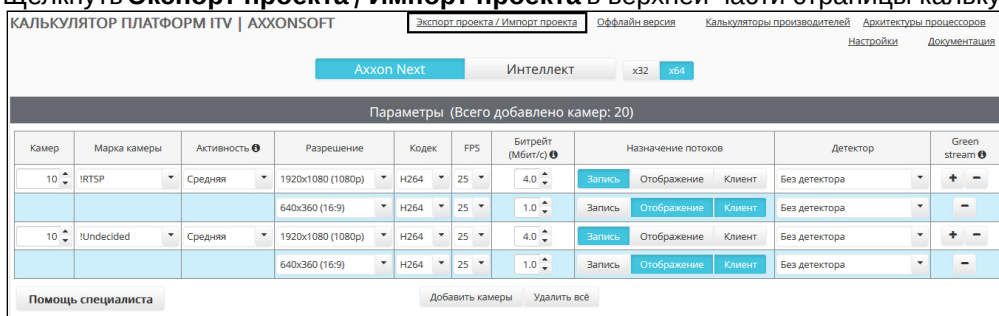 Щелкнуть Экспорт проекта / Импорт проекта в верхней части страницы
КАЛЬКУЛЯТОР ПЛАТФОРМ ITV | AXXONSOFT Экспорт проекта / Импорт проекта Оффлайн версия Калькуляторы производителей Архитектуры процессоров
Настройки Документация
Axxon Next Интеллект x32 x64
Параметры (Всего добавлено камер: 20)
Камер Марка камеры Активность Разрешение Кодек FPS Битрейт (Мбит/с) Назначение потоков Детектор Green stream
10 !RTSP Средняя 1920x1080 (1080p) H264 25 4.0 Запись Отображение Клиент Без детектора + −
640x360 (16:9) H264 25 1.0 Запись Отображение Клиент Без детектора −
10 !Undecided Средняя 1920x1080 (1080p) H264 25 4.0 Запись Отображение Клиент Без детектора + −
640x360 (16:9) H264 25 1.0 Запись Отображение Клиент Без детектора −
Помощь специалиста Добавить камеры Удалить всё